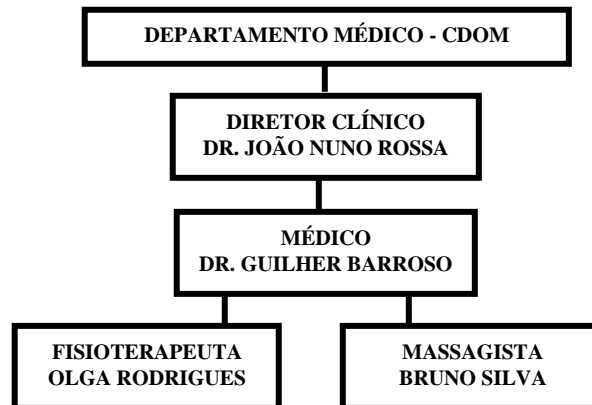 DEPARTAMENTO MÉDICO - CDOM
DIRETOR CLÍNICO
DR. JOÃO NUNO ROSSA
MÉDICO
DR. GUILHER BARROSO
FISIOTERAPEUTA
OLGA RODRIGUES
MASSAGISTA
BRUNO SILVA